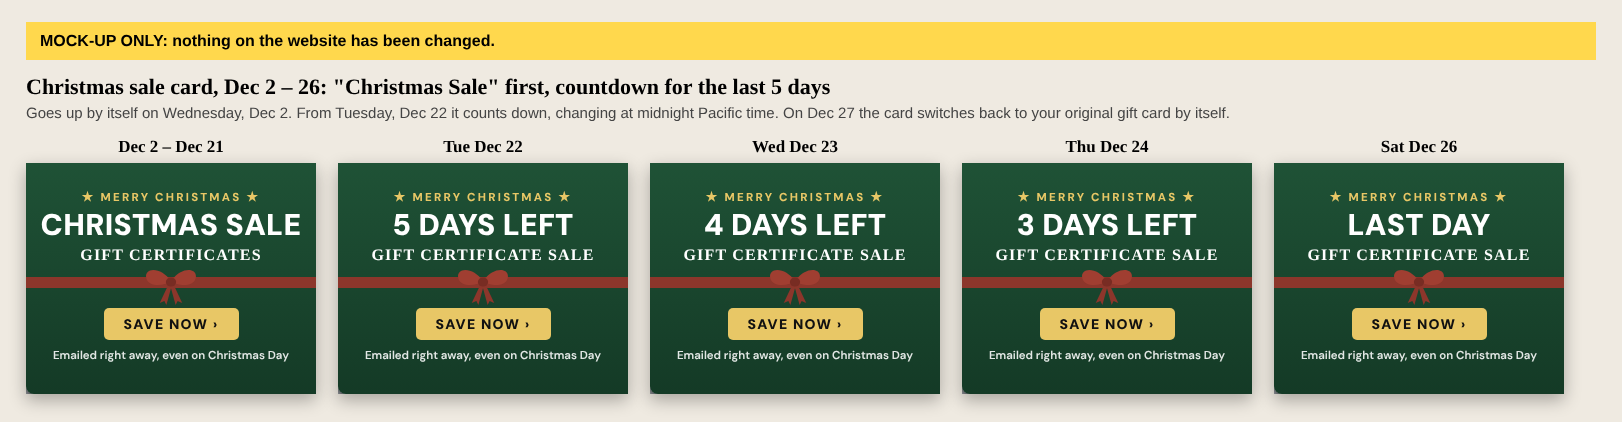 MOCK-UP ONLY: nothing on the website has been changed.
Christmas sale card, Dec 2 – 26: "Christmas Sale" first, countdown for the last 5 days
Goes up by itself on Wednesday, Dec 2. From Tuesday, Dec 22 it counts down, changing at midnight Pacific time. On Dec 27 the card switches back to your original gift card by itself.
Dec 2 – Dec 21
★ MERRY CHRISTMAS ★
CHRISTMAS SALE
GIFT CERTIFICATES
SAVE NOW ›
Emailed right away, even on Christmas Day
Tue Dec 22
★ MERRY CHRISTMAS ★
5 DAYS LEFT
GIFT CERTIFICATE SALE
SAVE NOW ›
Emailed right away, even on Christmas Day
Wed Dec 23
★ MERRY CHRISTMAS ★
4 DAYS LEFT
GIFT CERTIFICATE SALE
SAVE NOW ›
Emailed right away, even on Christmas Day
Thu Dec 24
★ MERRY CHRISTMAS ★
3 DAYS LEFT
GIFT CERTIFICATE SALE
SAVE NOW ›
Emailed right away, even on Christmas Day
Sat Dec 26
★ MERRY CHRISTMAS ★
LAST DAY
GIFT CERTIFICATE SALE
SAVE NOW ›
Emailed right away, even on Christmas Day